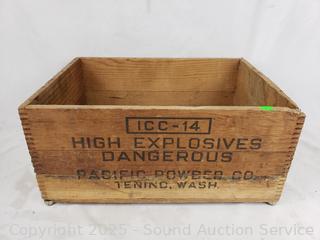 ICC-14
HIGH EXPLOSIVES
DANGEROUS
PACIFIC POWDER CO.
TENINO, WASH.
Copyright 2025 - Sound Auction Service